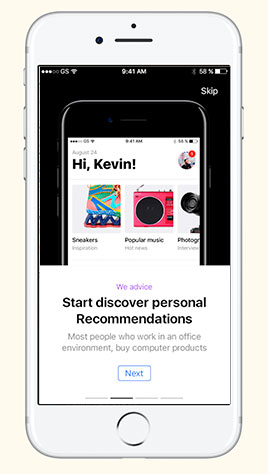 GS 9:41 AM 58 %
Skip
GS 9:41 AM 58 %
August 24
Hi, Kevin!
1
Sneakers Popular music Photog
Inspiration Hot news Interview
We advice
Start discover personal
Recommendations
Most people who work in an office
environment, buy computer products
Next